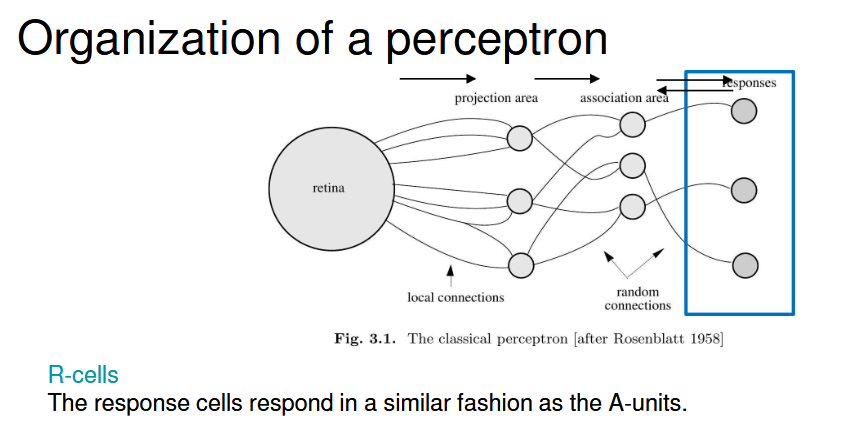 Organization of a perceptron
responses
projection area
association area
retina
local connections
random
connections
Fig. 3.1. The classical perceptron [after Rosenblatt 1958]
R-cells
The response cells respond in a similar fashion as the A-units.